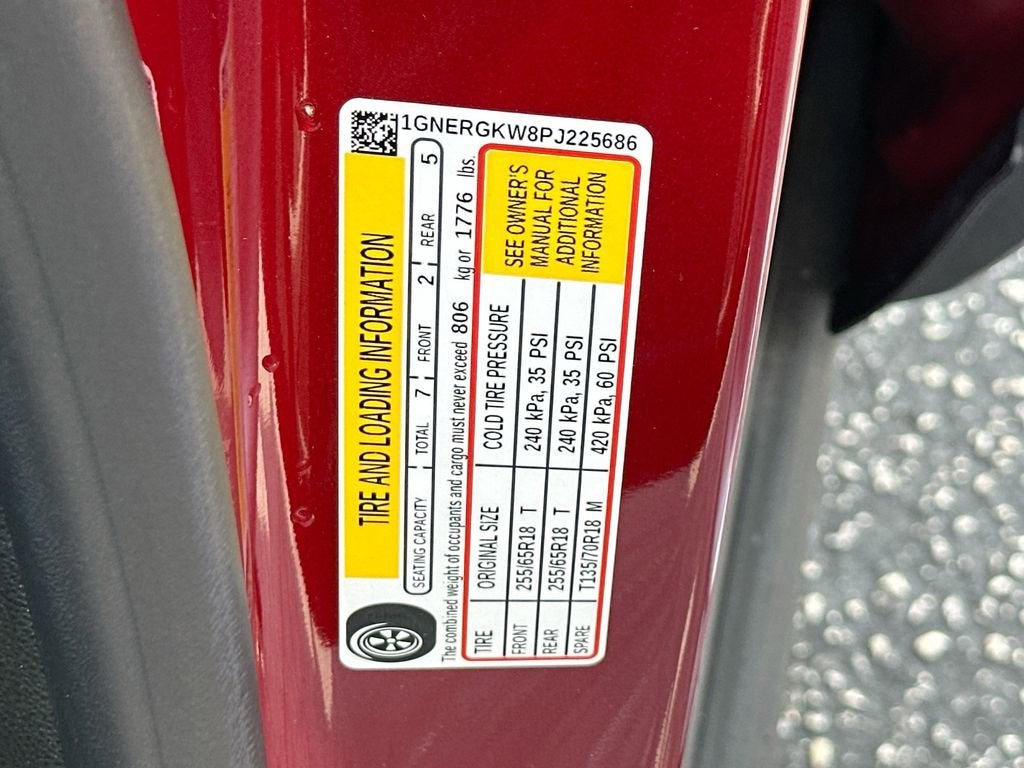 1GNERGKW8PJ225686
TIRE AND LOADING INFORMATION
SEATING CAPACITY TOTAL 7 FRONT 2 REAR 5
The combined weight of occupants and cargo must never exceed 806 kg or 1776 lbs.
TIRE ORIGINAL SIZE COLD TIRE PRESSURE
FRONT 255/65R18 T 240 kPa, 35 PSI
REAR 255/65R18 T 240 kPa, 35 PSI
SPARE T135/70R18 M 420 kPa, 60 PSI
SEE OWNER'S
MANUAL FOR
ADDITIONAL
INFORMATION